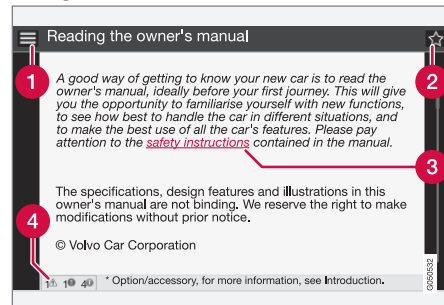 Reading the owner's manual
1
2
A good way of getting to know your new car is to read the
owner's manual, ideally before your first journey. This will give
you the opportunity to familiarise yourself with new functions,
to see how best to handle the car in different situations, and
to make the best use of all the car's features. Please pay
attention to the safety instructions contained in the manual.
3
The specifications, design features and illustrations in this
owner's manual are not binding. We reserve the right to make
modifications without prior notice.
4
© Volvo Car Corporation
1 1 4 * Option/accessory, for more information, see Introduction.
G050532